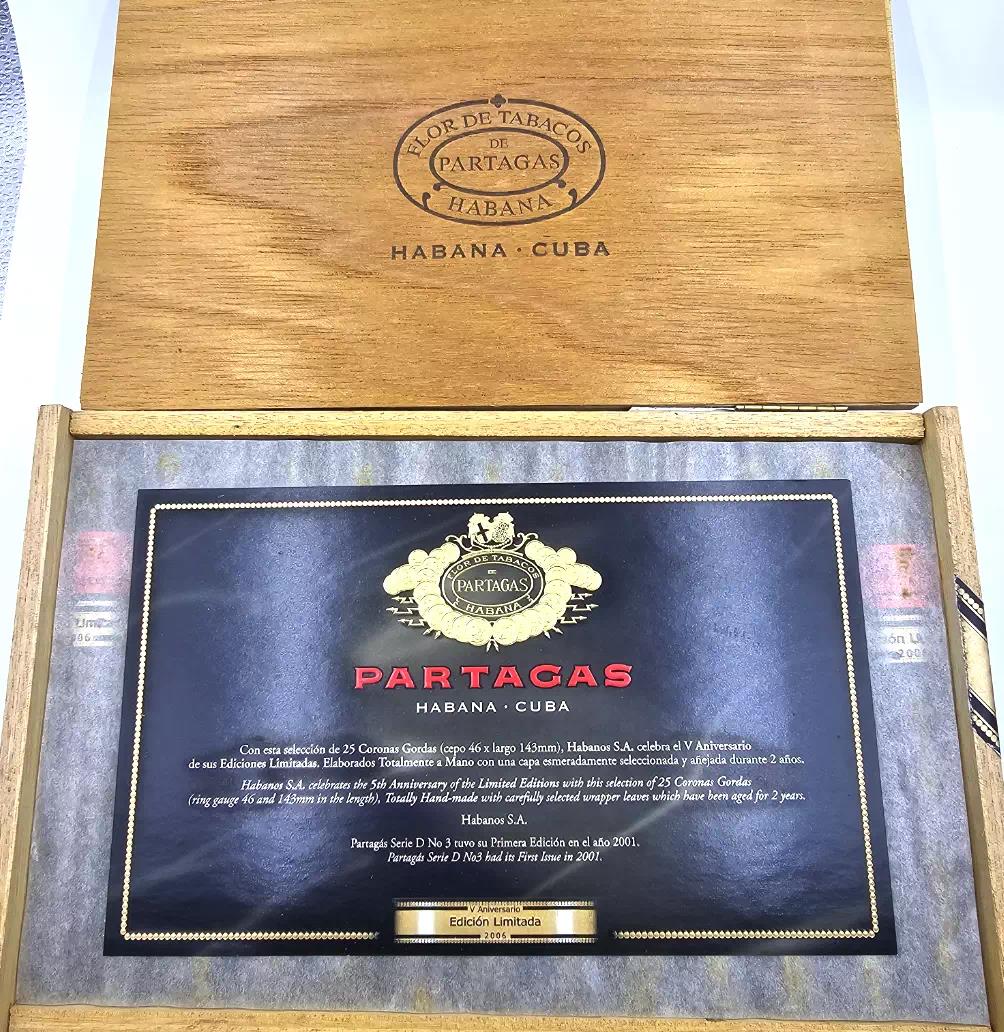 FLOR DE TABACOS
DE
PARTAGAS
HABANA
HABANA · CUBA
FLOR DE TABACOS
DE
PARTAGAS
HABANA
PARTAGAS
HABANA · CUBA
Con esta selección de 25 Coronas Gordas (cepo 46 x largo 143mm), Habanos S.A. celebra el V Aniversario
de sus Ediciones Limitadas. Elaborados Totalmente a Mano con una capa esmeradamente seleccionada y añejada durante 2 años.
Habanos S.A. celebrates the 5th Anniversary of the Limited Editions with this selection of 25 Coronas Gordas
(ring gauge 46 and 143mm in the length), Totally Hand-made with carefully selected wrapper leaves which have been aged for 2 years.
Habanos S.A.
Partagás Serie D No 3 tuvo su Primera Edición en el año 2001.
Partagás Serie D No3 had its First Issue in 2001.
V Aniversario
Edición Limitada
2006
2006